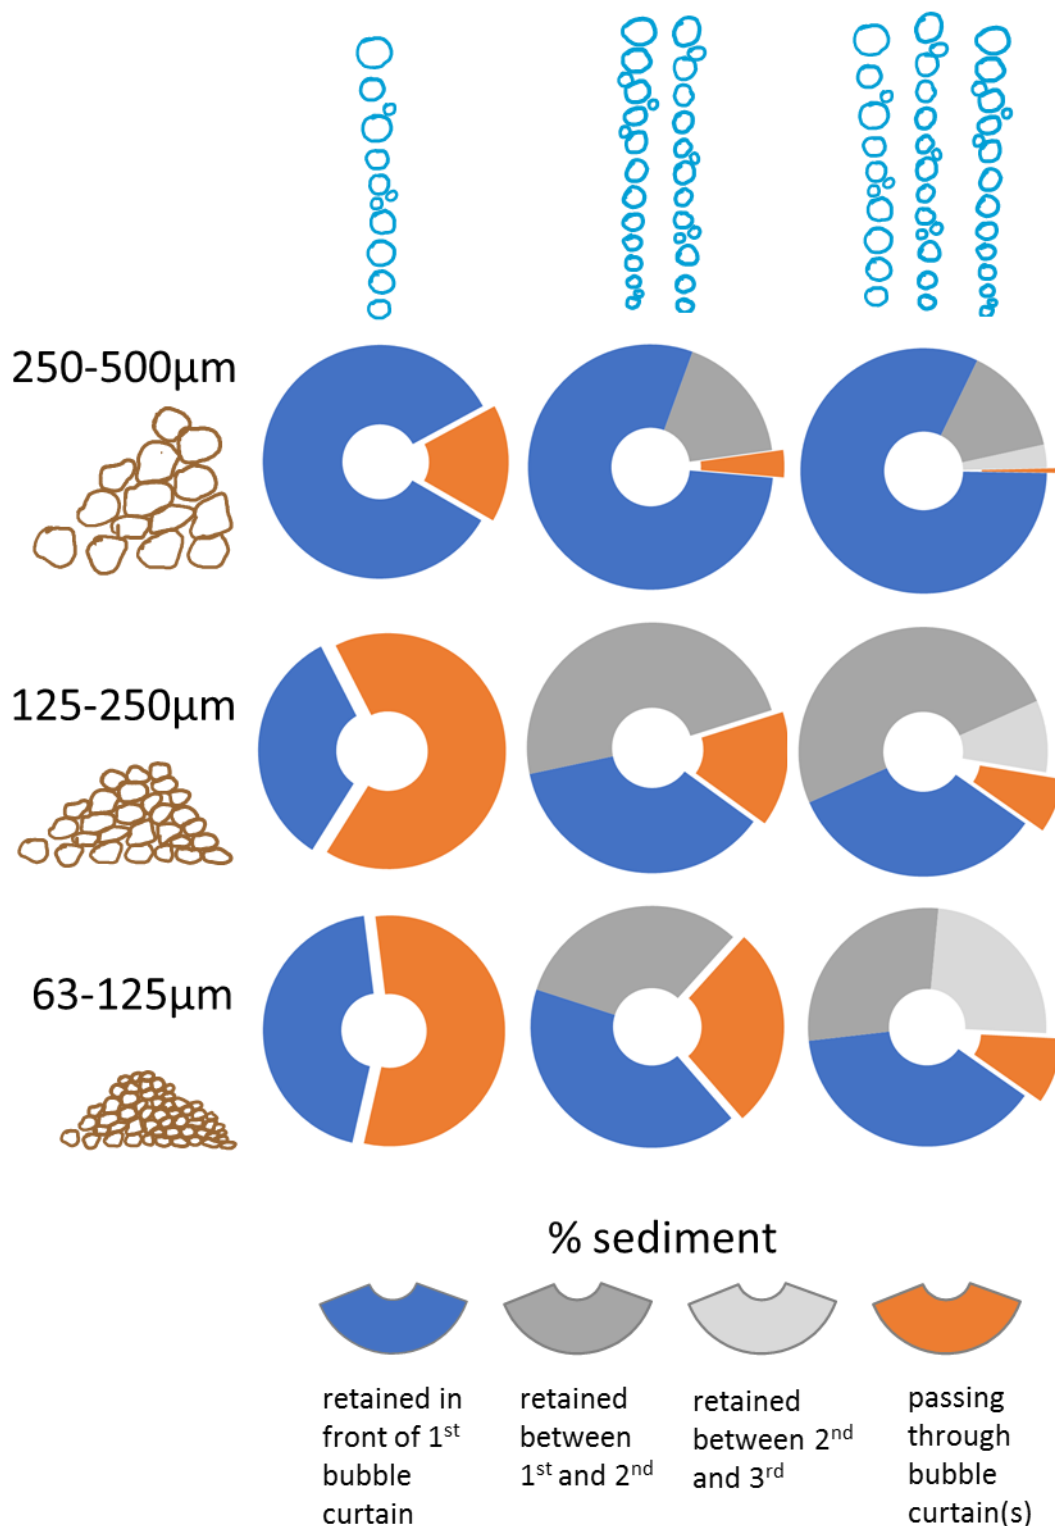 250-500µm
125-250µm
63-125µm
% sediment
retained in
front of 1st
bubble
curtain
retained
between
1st and 2nd
retained
between 2nd
and 3rd
passing
through
bubble
curtain(s)